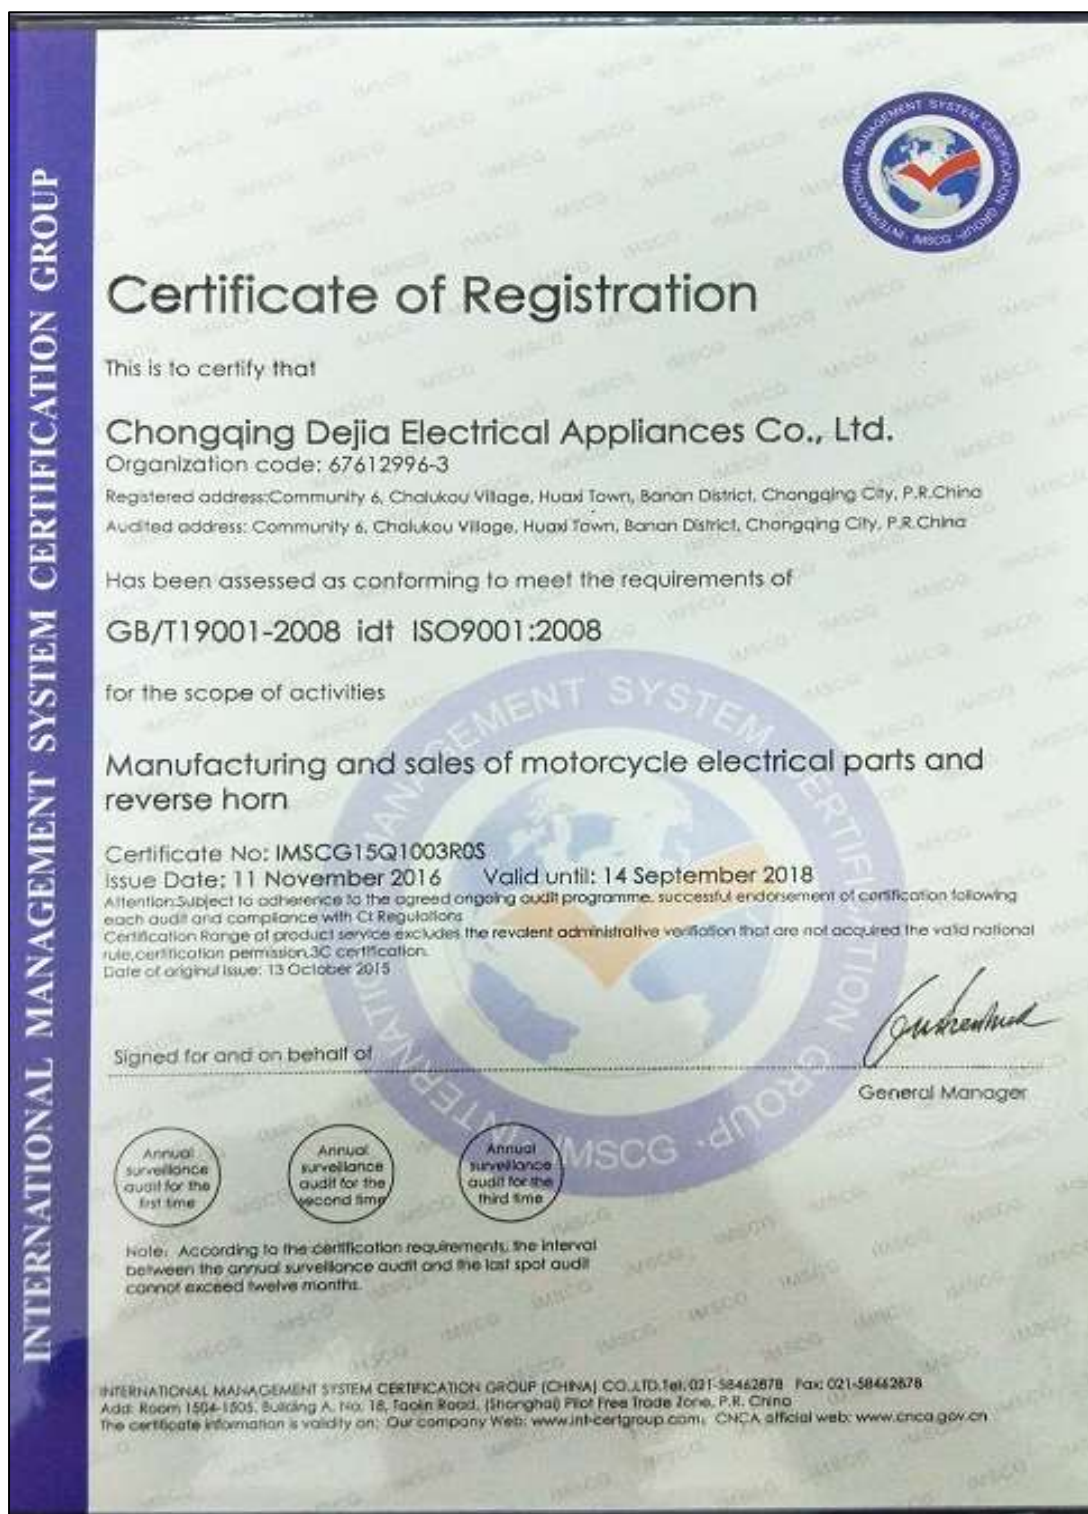 INTERNATIONAL MANAGEMENT SYSTEM CERTIFICATION GROUP
INTERNATIONAL MANAGEMENT SYSTEM CERTIFICATION GROUP · IMSCG ·
Certificate of Registration
This is to certify that
Chongqing Dejia Electrical Appliances Co., Ltd.
Organization code: 67612996-3
Registered address:Community 6, Chalukou Village, Huaxi Town, Banan District, Chongqing City, P.R.China
Audited address: Community 6, Chalukou Village, Huaxi Town, Banan District, Chongqing City, P.R.China
Has been assessed as conforming to meet the requirements of
GB/T19001-2008 idt ISO9001:2008
for the scope of activities
Manufacturing and sales of motorcycle electrical parts and
reverse horn
Certificate No: IMSCG15Q1003R0S
Issue Date: 11 November 2016 Valid until: 14 September 2018
Attention:Subject to adherence to the agreed ongoing audit programme, successful endorsement of certification following
each audit and compliance with CI Regulations
Certification Range of product service excludes the revalent administrative verifiation that are not acquired the valid national
rule,certification permission,3C certification.
Date of original issue: 13 October 2015
Signed for and on behalf of
General Manager
Annual
surveillance
audit for the
first time
Annual
surveillance
audit for the
second time
Annual
surveillance
audit for the
third time
Note: According to the certification requirements, the interval
between the annual surveillance audit and the last spot audit
cannot exceed twelve months.
INTERNATIONAL MANAGEMENT SYSTEM CERTIFICATION GROUP (CHINA) CO.,LTD.Tel: 021-58462878 Fax: 021-58462878
Add: Room 1504-1505, Building A, No. 18, Taolin Road, (Shanghai) Pilot Free Trade Zone, P.R. China
The certificate information is validity on: Our company Web: www.int-certgroup.com, CNCA official web: www.cnca.gov.cn